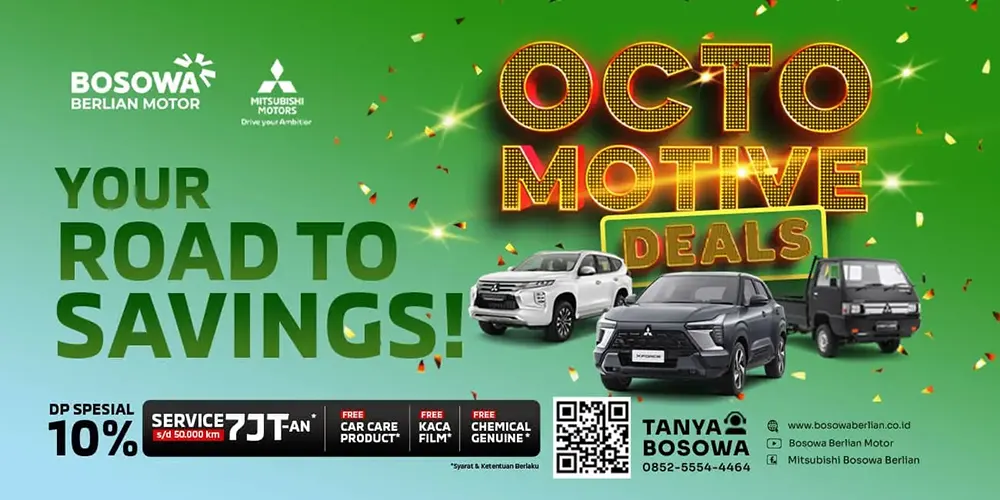 BOSOWA
BERLIAN MOTOR
MITSUBISHI
MOTORS
Drive your Ambition
OCTO
MOTIVE
DEALS
YOUR
ROAD TO
SAVINGS!
XFORCE
DP SPESIAL
10%
SERVICE
s/d 50.000 km
7JT-AN*
FREE
CAR CARE
PRODUCT*
FREE
KACA
FILM*
FREE
CHEMICAL
GENUINE*
*Syarat & Ketentuan Berlaku
TANYA
BOSOWA
0852-5554-4464
www.bosowaberlian.co.id
Bosowa Berlian Motor
Mitsubishi Bosowa Berlian